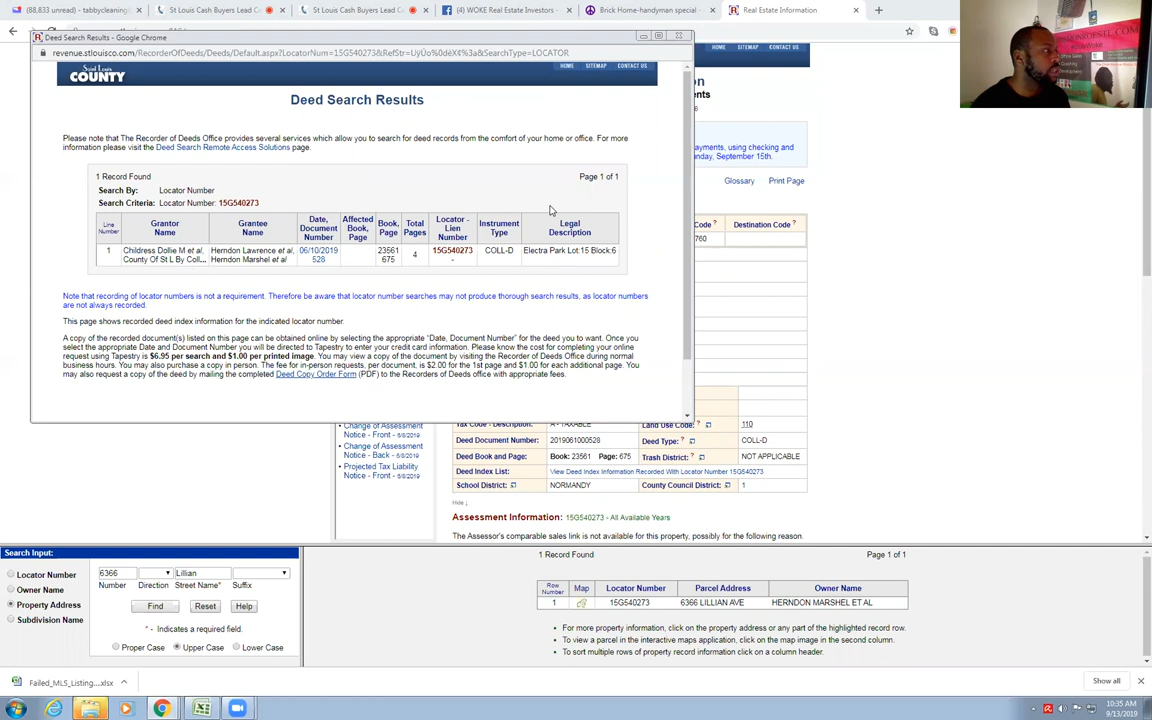 (88,833 unread) - tabbycleaning
St Louis Cash Buyers Lead Co
St Louis Cash Buyers Lead Co
(4) WOKE Real Estate Investors -
Brick Home-handyman special -
Real Estate Information
Deed Search Results - Google Chrome
Saint Louis
COUNTY
HOME SITEMAP CONTACT US
HOME SITEMAP CONTACT US
Deed Search Results
Please note that The Recorder of Deeds Office provides several services which allow you to search for deed records from the comfort of your home or office. For more
information please visit the Deed Search Remote Access Solutions page.
ayments, using checking and
nday, September 15th.
Glossary Print Page
1 Record Found Page 1 of 1
Search By: Locator Number
Search Criteria: Locator Number: 15G540273
Line Number Grantor Name Grantee Name Date, Document Number Affected Book, Page Book, Page Total Pages Locator - Lien Number Instrument Type Legal Description
1 Childress Dollie M et al, County Of St L By Coll... Herndon Lawrence et al, Herndon Marshel et al 06/10/2019 528 23561 675 4 15G540273 - COLL-D Electra Park Lot:15 Block:6
Code ? Destination Code ?
760
Note that recording of locator numbers is not a requirement. Therefore be aware that locator number searches may not produce thorough search results, as locator numbers
are not always recorded.
This page shows recorded deed index information for the indicated locator number.
A copy of the recorded document(s) listed on this page can be obtained online by selecting the appropriate "Date, Document Number" for the deed you to want. Once you
select the appropriate Date and Document Number you will be directed to Tapestry to enter your credit card information. Please know the cost for completing your online
request using Tapestry is $6.95 per search and $1.00 per printed image. You may view a copy of the document by visiting the Recorder of Deeds Office during normal
business hours. You may also purchase a copy in person. The fee for in-person requests, per document, is $2.00 for the 1st page and $1.00 for each additional page. You
may also request a copy of the deed by mailing the completed Deed Copy Order Form (PDF) to the Recorders of Deeds office with appropriate fees.
Change of Assessment
Notice - Front - 5/8/2019
Change of Assessment
Notice - Back - 5/8/2019
Projected Tax Liability
Notice - Front - 5/8/2019
Tax Code - Description: A - TAXABLE Land Use Code: ? 110
Deed Document Number: 2019061000528 Deed Type: ? COLL-D
Deed Book and Page: Book: 23561 Page: 675 Trash District: ? NOT APPLICABLE
Deed Index List: View Deed Index Information Recorded With Locator Number 15G540273
School District: NORMANDY County Council District: 1
Hide
Assessment Information: 15G540273 - All Available Years
The Assessor's comparable sales link is not available for this property, possibly for the following reason.
Search Input:
Locator Number
Owner Name
Property Address
Subdivision Name
6366 Lillian
Number Direction Street Name* Suffix
Find Reset Help
* - Indicates a required field.
Proper Case Upper Case Lower Case
1 Record Found Page 1 of 1
Row Number Map Locator Number Parcel Address Owner Name
1 15G540273 6366 LILLIAN AVE HERNDON MARSHEL ET AL
For more property information, click on the property address or any part of the highlighted record row.
To view a parcel in the interactive maps application, click on the map image in the second column.
To sort multiple rows of property record information click on a column header.
Failed_MLS_Listing....xlsx
Show all
10:35 AM
9/13/2019